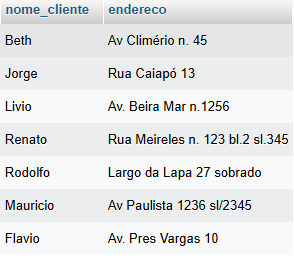 nome_cliente endereco
Beth Av Climério n. 45
Jorge Rua Caiapó 13
Livio Av. Beira Mar n.1256
Renato Rua Meireles n. 123 bl.2 sl.345
Rodolfo Largo da Lapa 27 sobrado
Mauricio Av Paulista 1236 sl/2345
Flavio Av. Pres Vargas 10